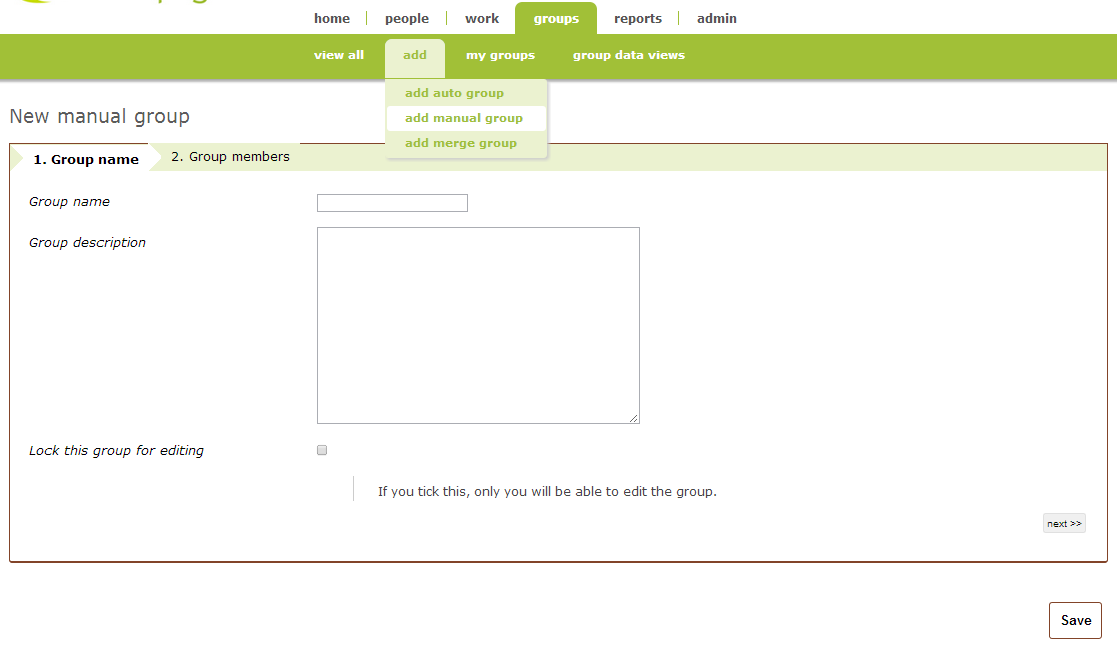 home people work groups reports admin
view all add my groups group data views
add auto group
add manual group
add merge group
New manual group
1. Group name 2. Group members
Group name
Group description
Lock this group for editing
If you tick this, only you will be able to edit the group.
next >>
Save